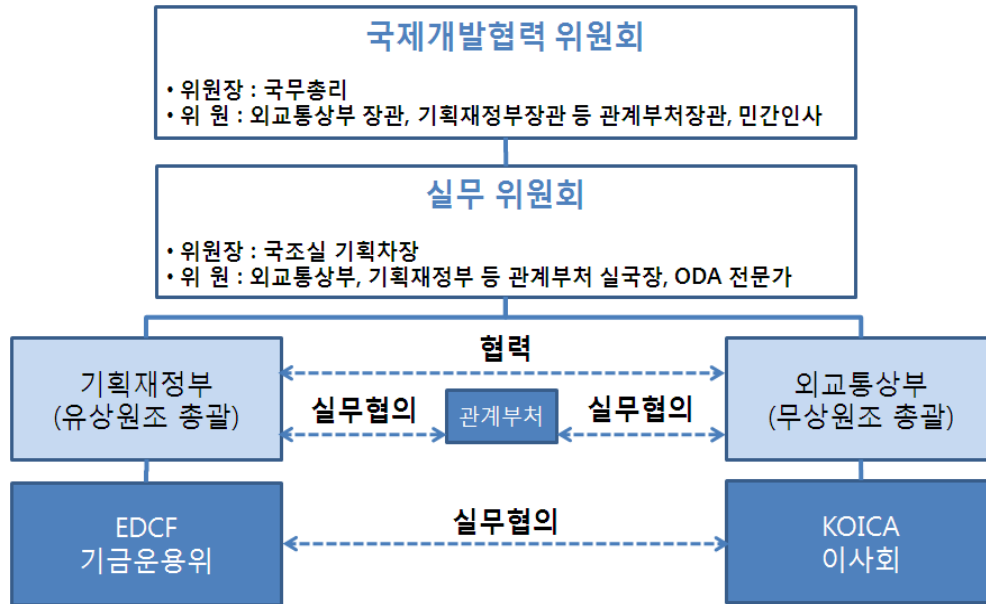 국제개발협력 위원회
• 위원장 : 국무총리
• 위 원 : 외교통상부 장관, 기획재정부장관 등 관계부처장관, 민간인사
실무 위원회
• 위원장 : 국조실 기획차장
• 위 원 : 외교통상부, 기획재정부 등 관계부처 실국장, ODA 전문가
기획재정부
(유상원조 총괄)
협력
실무협의
관계부처
실무협의
외교통상부
(무상원조 총괄)
EDCF
기금운용위
실무협의
KOICA
이사회